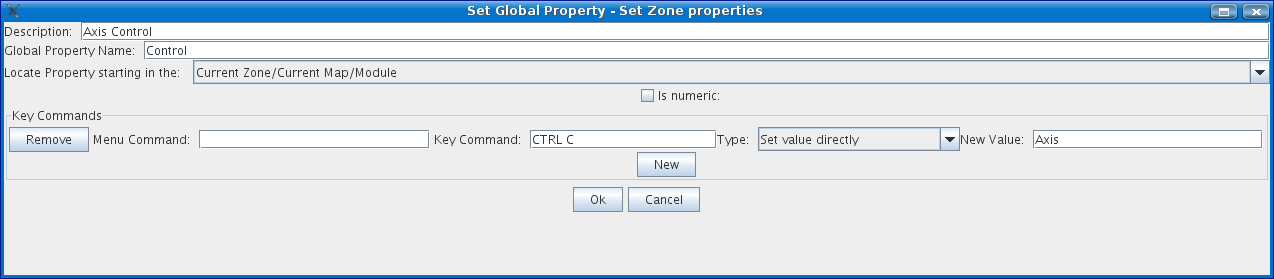 Set Global Property - Set Zone properties
Description: Axis Control
Global Property Name: Control
Locate Property starting in the: Current Zone/Current Map/Module
Is numeric:
Key Commands
Remove Menu Command: Key Command: CTRL C Type: Set value directly New Value: Axis
New
Ok Cancel